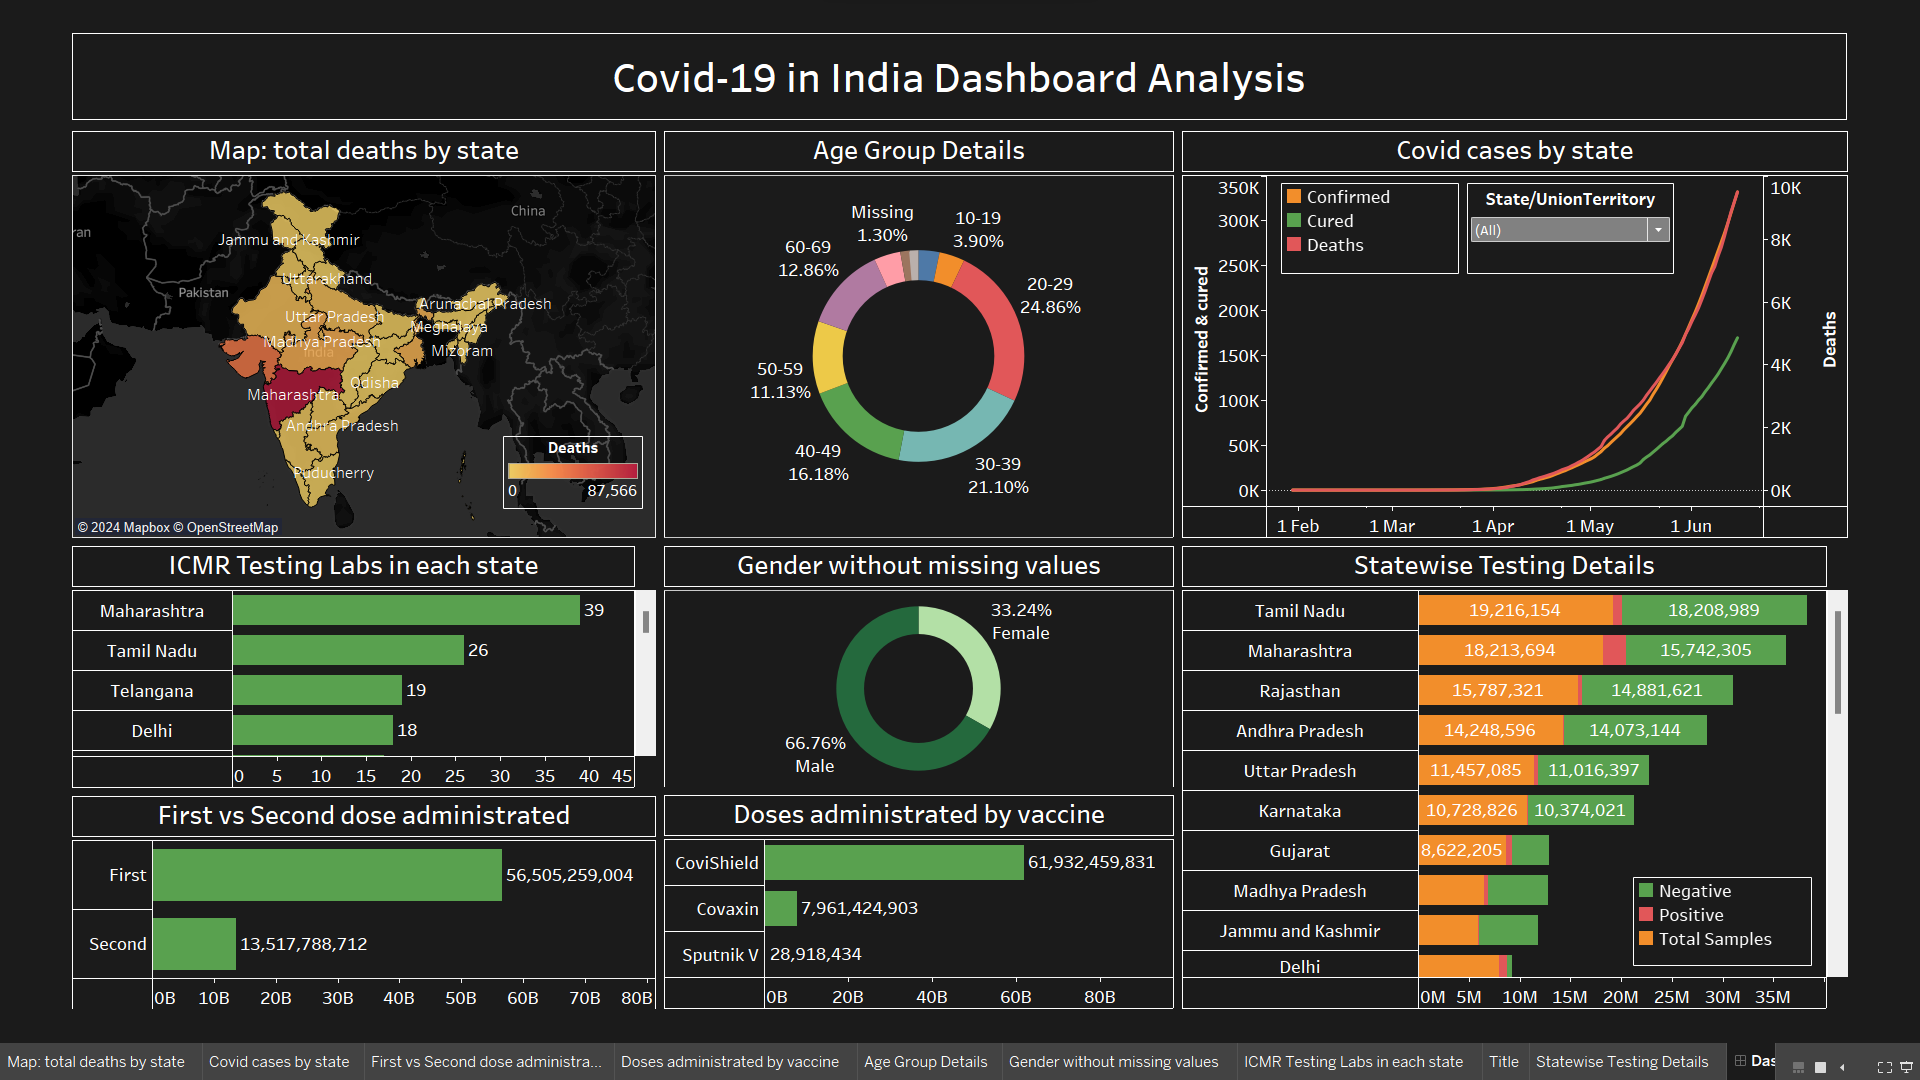 Covid-19 in India Dashboard Analysis
Map: total deaths by state
China
Jammu and Kashmir
Uttarakhand
Pakistan
Arunachal Pradesh
Uttar Pradesh
Meghalaya
Madhya Pradesh
India
Mizoram
Odisha
Maharashtra
Andhra Pradesh
Puducherry
Deaths
0 87,566
© 2024 Mapbox © OpenStreetMap
Age Group Details
Missing
1.30%
10-19
3.90%
60-69
12.86%
20-29
24.86%
50-59
11.13%
40-49
16.18%
30-39
21.10%
Covid cases by state
350K
300K
250K
200K
150K
100K
50K
0K
Confirmed & cured
Confirmed
Cured
Deaths
State/UnionTerritory
(All)
10K
8K
6K
4K
2K
0K
Deaths
1 Feb 1 Mar 1 Apr 1 May 1 Jun
ICMR Testing Labs in each state
Maharashtra 39
Tamil Nadu 26
Telangana 19
Delhi 18
0 5 10 15 20 25 30 35 40 45
Gender without missing values
33.24%
Female
66.76%
Male
Statewise Testing Details
Tamil Nadu 19,216,154 18,208,989
Maharashtra 18,213,694 15,742,305
Rajasthan 15,787,321 14,881,621
Andhra Pradesh 14,248,596 14,073,144
Uttar Pradesh 11,457,085 11,016,397
Karnataka 10,728,826 10,374,021
Gujarat 8,622,205
Madhya Pradesh
Jammu and Kashmir
Delhi
Negative
Positive
Total Samples
0M 5M 10M 15M 20M 25M 30M 35M
First vs Second dose administrated
First 56,505,259,004
Second 13,517,788,712
0B 10B 20B 30B 40B 50B 60B 70B 80B
Doses administrated by vaccine
CoviShield 61,932,459,831
Covaxin 7,961,424,903
Sputnik V 28,918,434
0B 20B 40B 60B 80B
Map: total deaths by state Covid cases by state First vs Second dose administra... Doses administrated by vaccine Age Group Details Gender without missing values ICMR Testing Labs in each state Title Statewise Testing Details Das